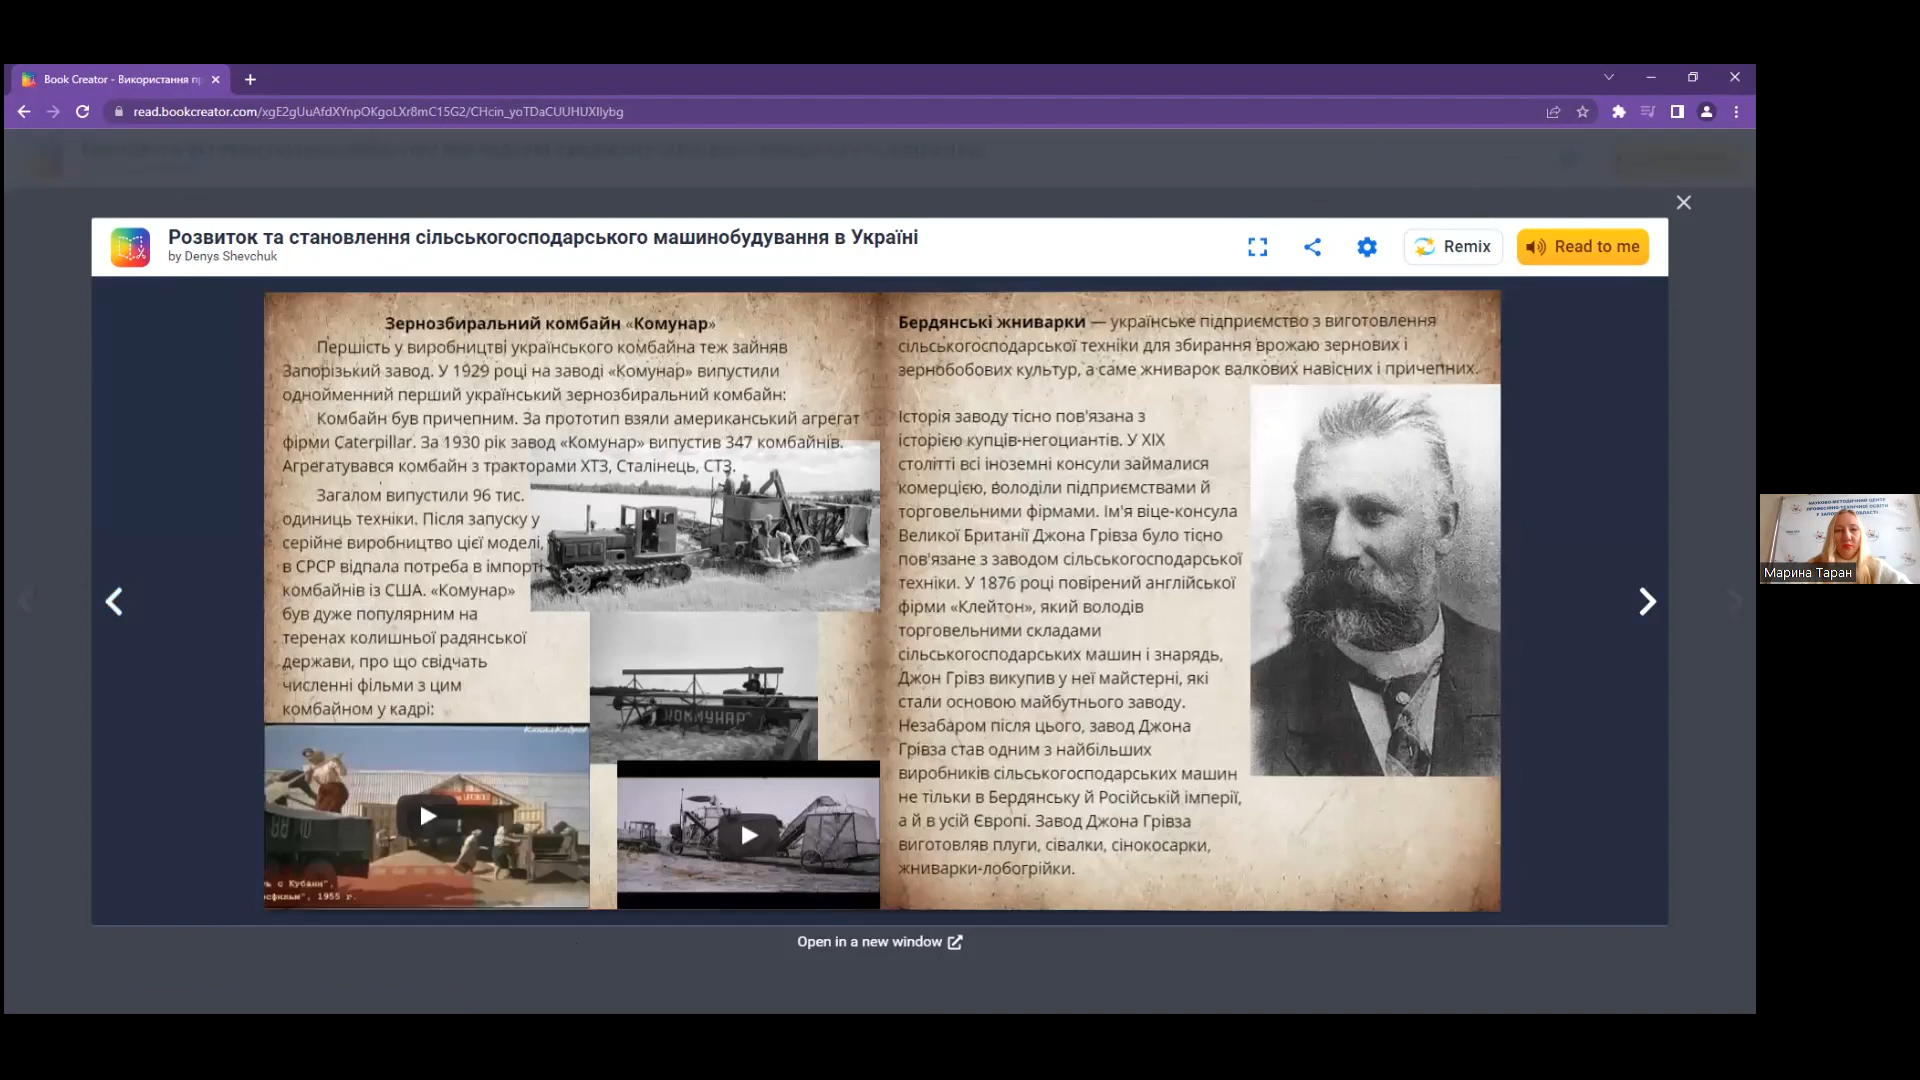 Book Creator - Використання п
read.bookcreator.com/xgE2gUuAfdXYnpOKgoLXr8mC15G2/CHcin_yoTDaCUUHUXIlybg
Розвиток та становлення сільськогосподарського машинобудування в Україні
by Denys Shevchuk
Remix
Read to me
Зернозбиральний комбайн «Комунар»
Першість у виробництві українського комбайна теж зайняв
Запорізький завод. У 1929 році на заводі «Комунар» випустили
однойменний перший український зернозбиральний комбайн:
Комбайн був причепним. За прототип взяли американський агрегат
фірми Caterpillar. За 1930 рік завод «Комунар» випустив 347 комбайнів.
Агрегатувався комбайн з тракторами ХТЗ, Сталінець, СТЗ.
Загалом випустили 96 тис.
одиниць техніки. Після запуску у
серійне виробництво цієї моделі,
в СРСР відпала потреба в імпорті
комбайнів із США. «Комунар»
був дуже популярним на
теренах колишньої радянської
держави, про що свідчать
численні фільми з цим
комбайном у кадрі:
КОММУНАР
с Кубани",
1955 г.
Бердянські жниварки — українське підприємство з виготовлення
сільськогосподарської техніки для збирання врожаю зернових і
зернобобових культур, а саме жниварок валкових навісних і причепних.
Історія заводу тісно пов'язана з
історією купців-негоциантів. У XIX
столітті всі іноземні консули займалися
комерцією, володіли підприємствами й
торговельними фірмами. Ім'я віце-консула
Великої Британії Джона Грівза було тісно
пов'язане з заводом сільськогосподарської
техніки. У 1876 році повірений англійської
фірми «Клейтон», який володів
торговельними складами
сільськогосподарських машин і знарядь,
Джон Грівз викупив у неї майстерні, які
стали основою майбутнього заводу.
Незабаром після цього, завод Джона
Грівза став одним з найбільших
виробників сільськогосподарських машин
не тільки в Бердянську й Російській імперії,
а й в усій Європі. Завод Джона Грівза
виготовляв плуги, сівалки, сінокосарки,
жниварки-лобогрійки.
Open in a new window
НАУКОВО-МЕТОДИЧНИЙ ЦЕНТР
ПРОФЕСІЙНО-ТЕХНІЧНОЇ ОСВІТИ
Марина Таран